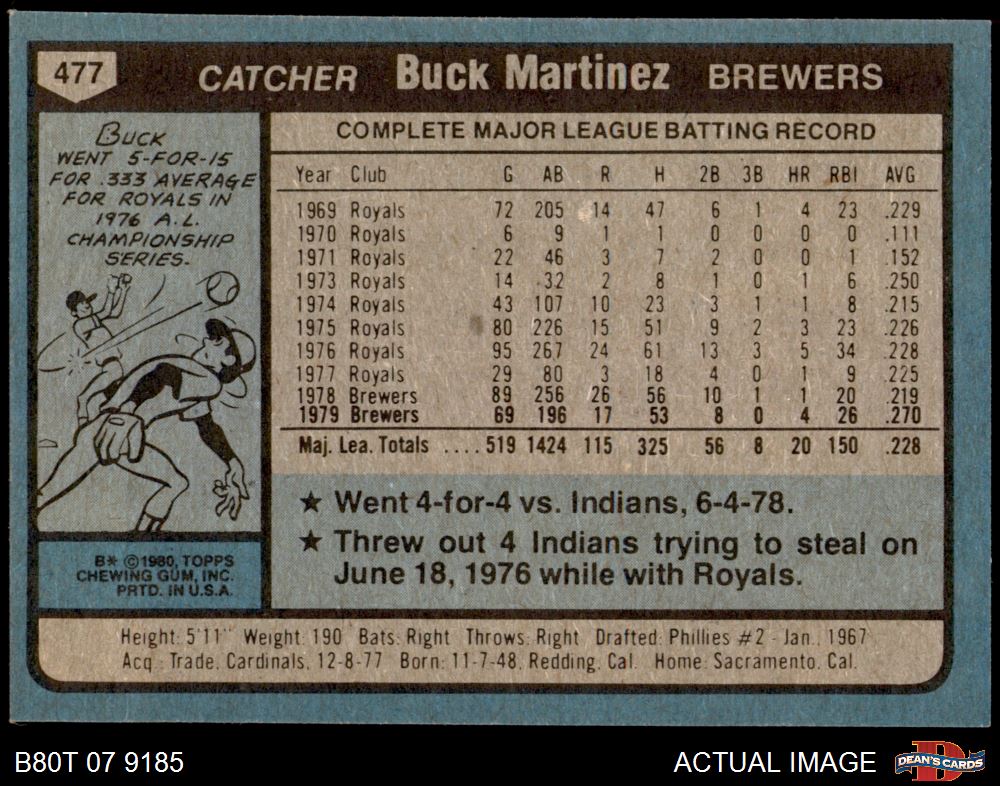 477
CATCHER Buck Martinez BREWERS
BUCK
WENT 5-FOR-15
FOR .333 AVERAGE
FOR ROYALS IN
1976 A.L.
CHAMPIONSHIP
SERIES.
B* ©1980, TOPPS
CHEWING GUM, INC.
PRTD. IN U.S.A.
COMPLETE MAJOR LEAGUE BATTING RECORD
Year Club G AB R H 2B 3B HR RBI AVG
1969 Royals 72 205 14 47 6 1 4 23 .229
1970 Royals 6 9 1 1 0 0 0 0 .111
1971 Royals 22 46 3 7 2 0 0 1 .152
1973 Royals 14 32 2 8 1 0 1 6 .250
1974 Royals 43 107 10 23 3 1 1 8 .215
1975 Royals 80 226 15 51 9 2 3 23 .226
1976 Royals 95 267 24 61 13 3 5 34 .228
1977 Royals 29 80 3 18 4 0 1 9 .225
1978 Brewers 89 256 26 56 10 1 1 20 .219
1979 Brewers 69 196 17 53 8 0 4 26 .270
Maj. Lea. Totals .... 519 1424 115 325 56 8 20 150 .228
★ Went 4-for-4 vs. Indians, 6-4-78.
★ Threw out 4 Indians trying to steal on
June 18, 1976 while with Royals.
Height: 5'11" Weight: 190 Bats: Right Throws: Right Drafted: Phillies #2 - Jan., 1967
Acq.: Trade, Cardinals, 12-8-77 Born: 11-7-48, Redding, Cal. Home: Sacramento, Cal.
B80T 07 9185
ACTUAL IMAGE
D
DEAN'S CARDS